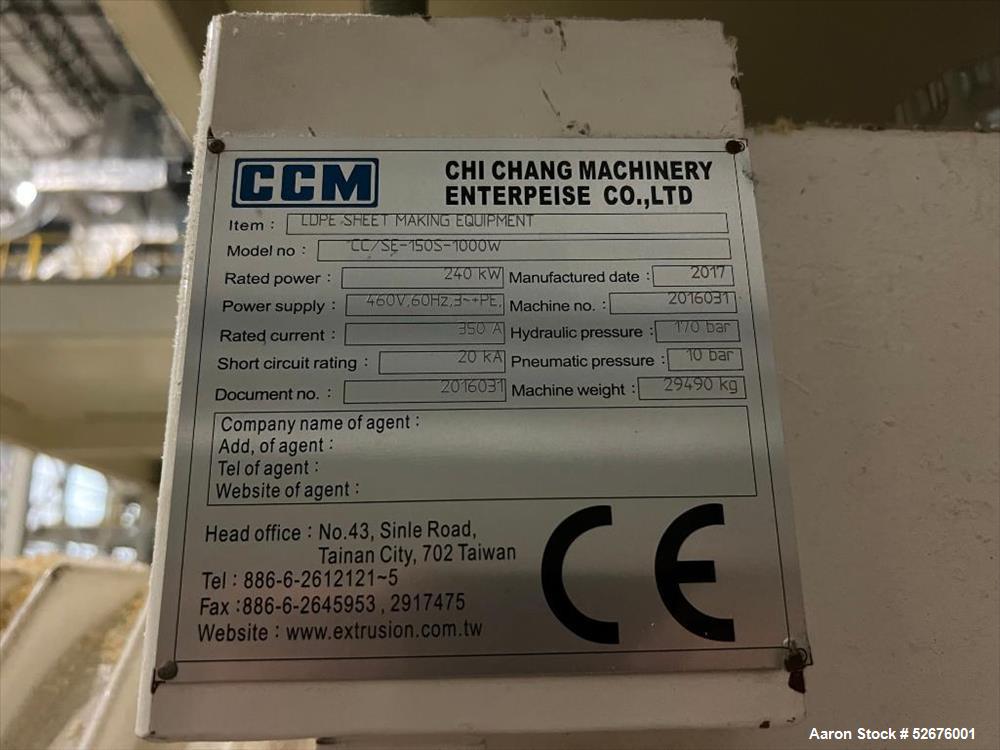 CCM
CHI CHANG MACHINERY
ENTERPEISE CO.,LTD
Item : LDPE SHEET MAKING EQUIPMENT
Model no : CC/SE-150S-1000W
Rated power : 240 kW Manufactured date : 2017
Power supply : 460V,60Hz,3~+PE, Machine no. : 2016031
Rated current : 350 A Hydraulic pressure : 170 bar
Short circuit rating : 20 kA Pneumatic pressure : 10 bar
Document no. : 2016031 Machine weight : 29490 kg
Company name of agent :
Add, of agent :
Tel of agent :
Website of agent :
Head office : No.43, Sinle Road,
Tainan City, 702 Taiwan
Tel : 886-6-2612121~5
Fax :886-6-2645953 , 2917475
Website : www.extrusion.com.tw
CE
Aaron Stock # 52676001